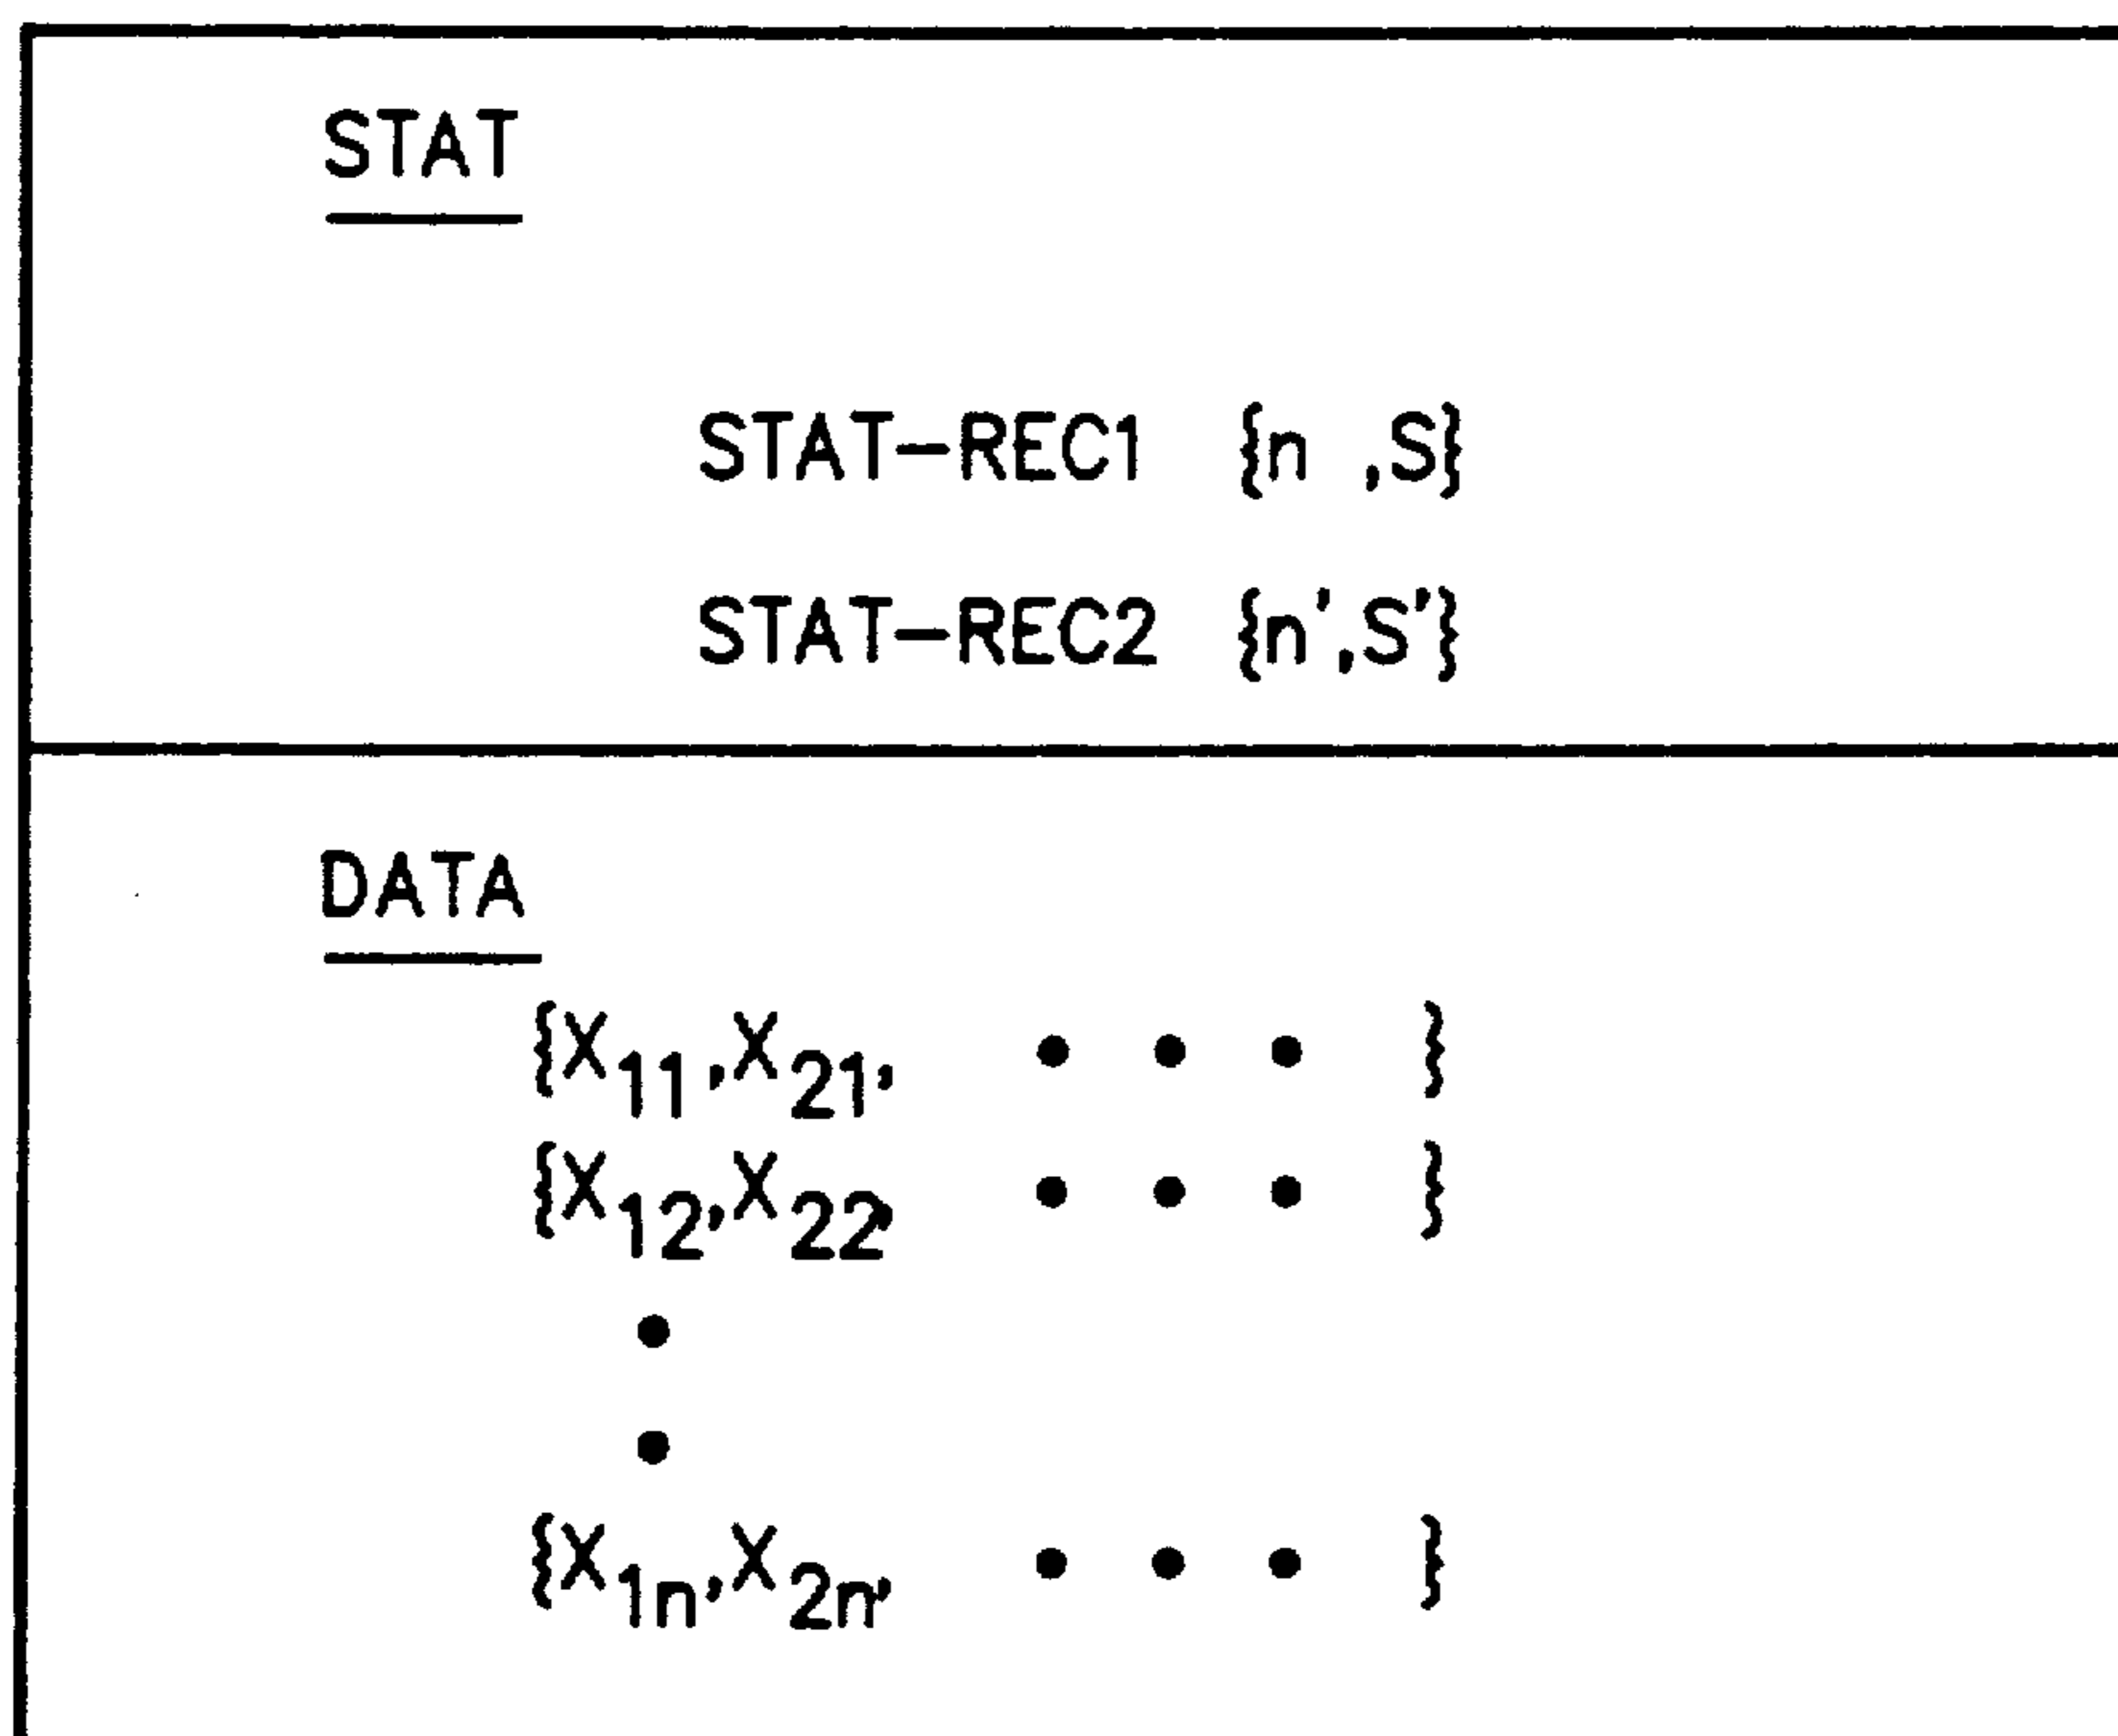 STAT
STAT-REC1 {n ,S}
STAT-REC2 {n',S'}
DATA
{X11,X21, • • • }
{X12,X22, • • • }
•
•
{X1n,X2n, • • • }